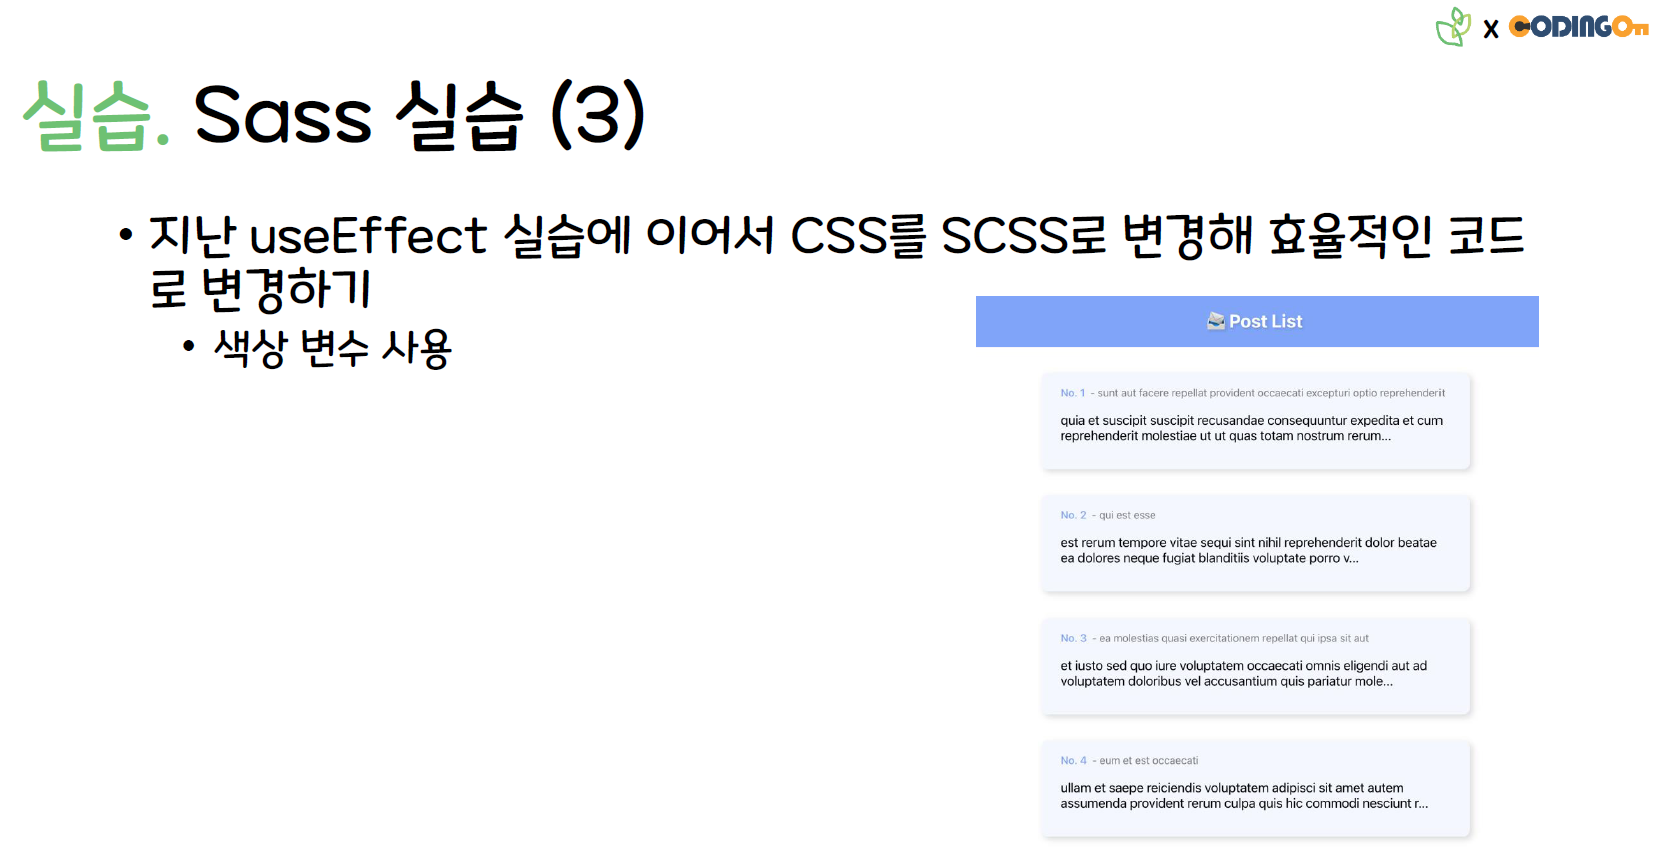 X CODINGOn
실습. Sass 실습 (3)
• 지난 useEffect 실습에 이어서 CSS를 SCSS로 변경해 효율적인 코드
로 변경하기
• 색상 변수 사용
Post List
No. 1 - sunt aut facere repellat provident occaecati excepturi optio reprehenderit
quia et suscipit suscipit recusandae consequuntur expedita et cum
reprehenderit molestiae ut ut quas totam nostrum rerum...
No. 2 - qui est esse
est rerum tempore vitae sequi sint nihil reprehenderit dolor beatae
ea dolores neque fugiat blanditiis voluptate porro v...
No. 3 - ea molestias quasi exercitationem repellat qui ipsa sit aut
et iusto sed quo iure voluptatem occaecati omnis eligendi aut ad
voluptatem doloribus vel accusantium quis pariatur mole...
No. 4 - eum et est occaecati
ullam et saepe reiciendis voluptatem adipisci sit amet autem
assumenda provident rerum culpa quis hic commodi nesciunt r...